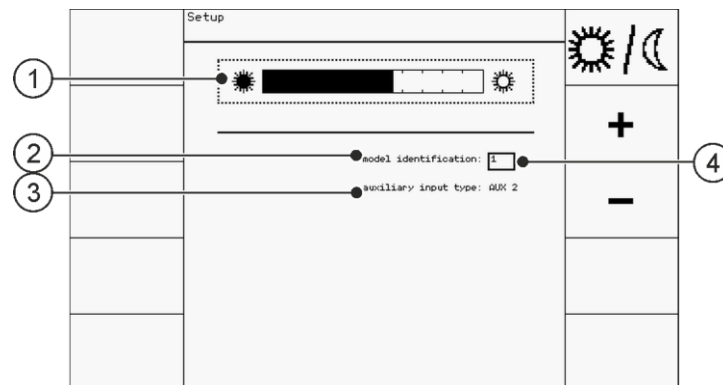 Setup
1
+
2
model identification: 1
4
3
auxiliary input type: AUX 2
−